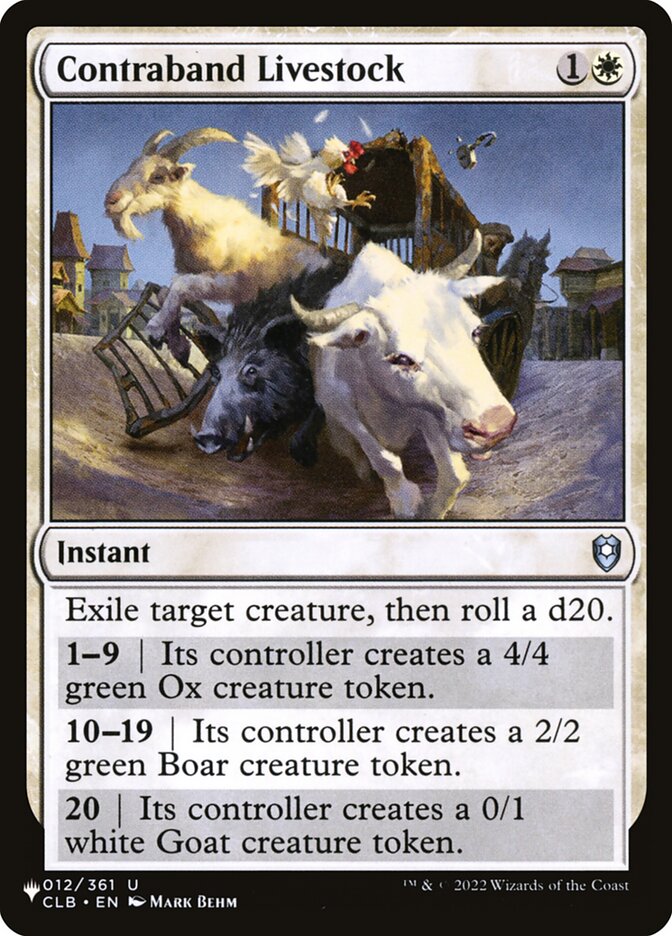 Contraband Livestock 1
Instant
Exile target creature, then roll a d20.
1–9 | Its controller creates a 4/4
green Ox creature token.
10–19 | Its controller creates a 2/2
green Boar creature token.
20 | Its controller creates a 0/1
white Goat creature token.
012/361 U
CLB • EN Mark Behm
™ & © 2022 Wizards of the Coast